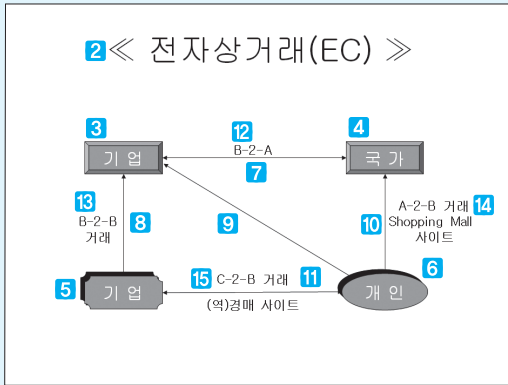 2 ≪ 전자상거래(EC) ≫
3
12
4
기 업
B-2-A
국 가
7
13
B-2-B
거래
8
9
10
A-2-B 거래 14
Shopping Mall
사이트
5
기 업
15 C-2-B 거래 11
(역)경매 사이트
6
개 인